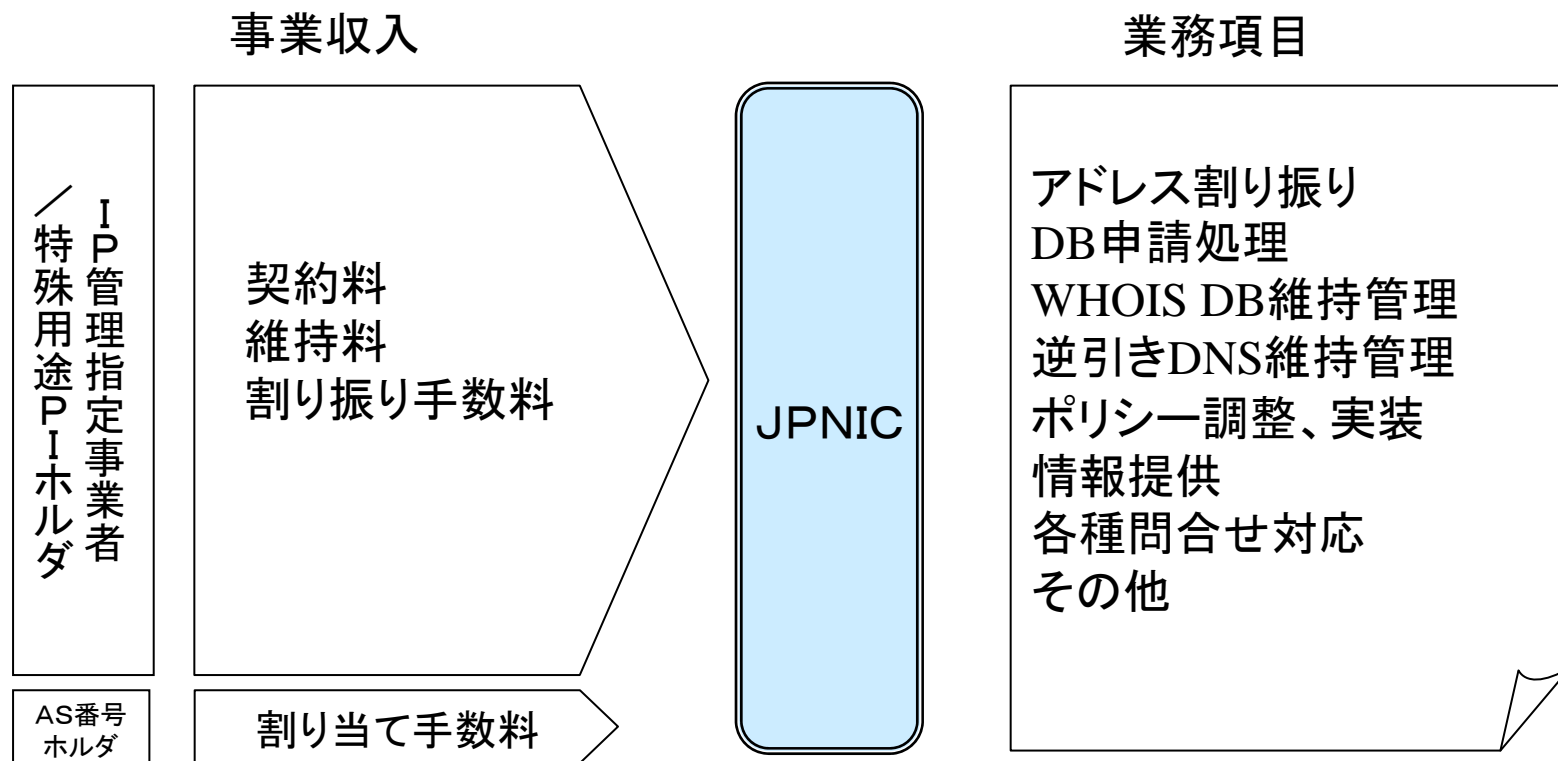 事業収入
業務項目
IP管理指定事業者
／特殊用途PIホルダ
契約料
維持料
割り振り手数料
AS番号
ホルダ
割り当て手数料
JPNIC
アドレス割り振り
DB申請処理
WHOIS DB維持管理
逆引きDNS維持管理
ポリシー調整、実装
情報提供
各種問合せ対応
その他